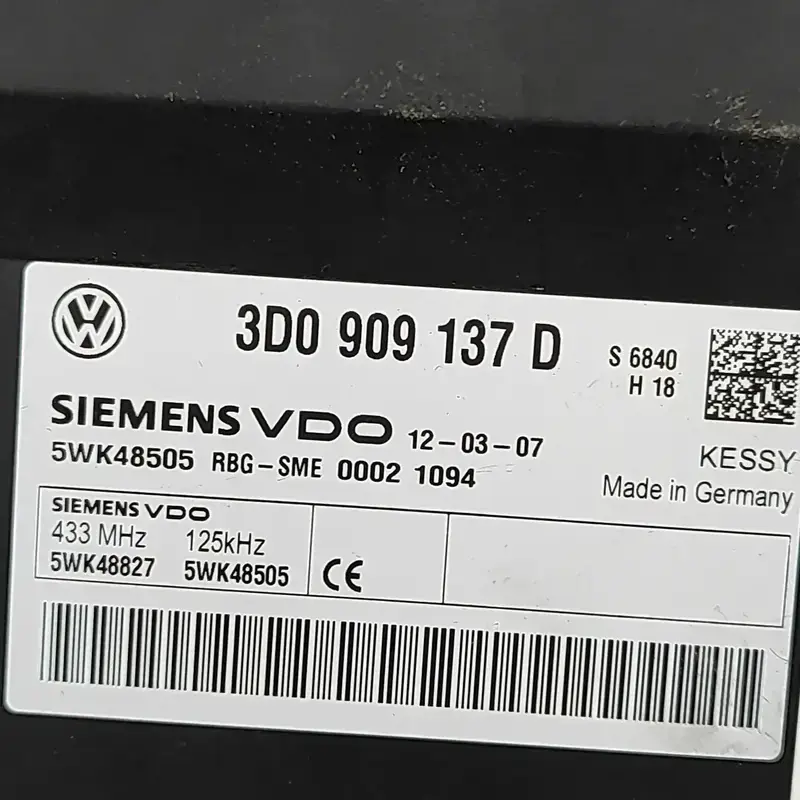 3D0 909 137 D
S 6840
H 18
SIEMENS VDO 12-03-07
5WK48505 RBG-SME 0002 1094
KESSY
Made in Germany
SIEMENS VDO
433 MHz 125kHz
5WK48827 5WK48505
CE